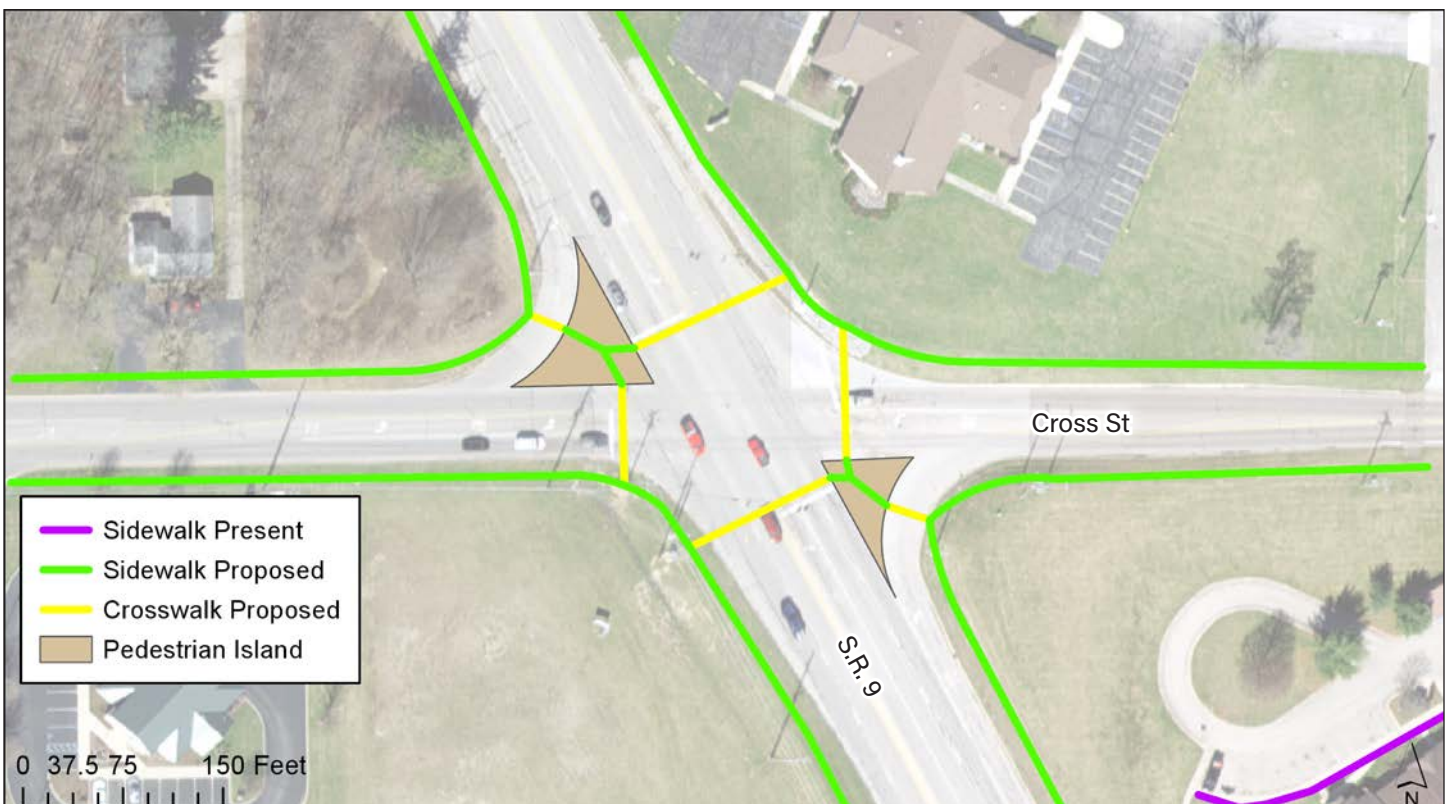 Cross St
Sidewalk Present
Sidewalk Proposed
Crosswalk Proposed
Pedestrian Island
S.R. 9
0 37.5 75 150 Feet
N